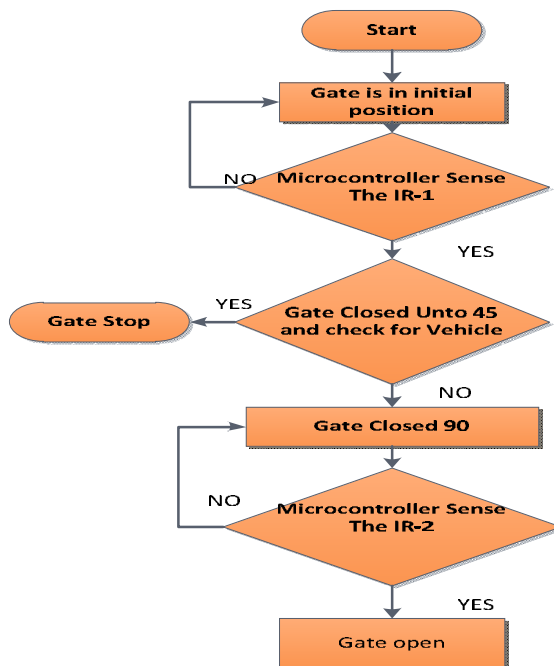 Start
Gate is in initial
position
NO
Microcontroller Sense
The IR-1
YES
YES
Gate Stop
Gate Closed Unto 45
and check for Vehicle
NO
Gate Closed 90
NO
Microcontroller Sense
The IR-2
YES
Gate open